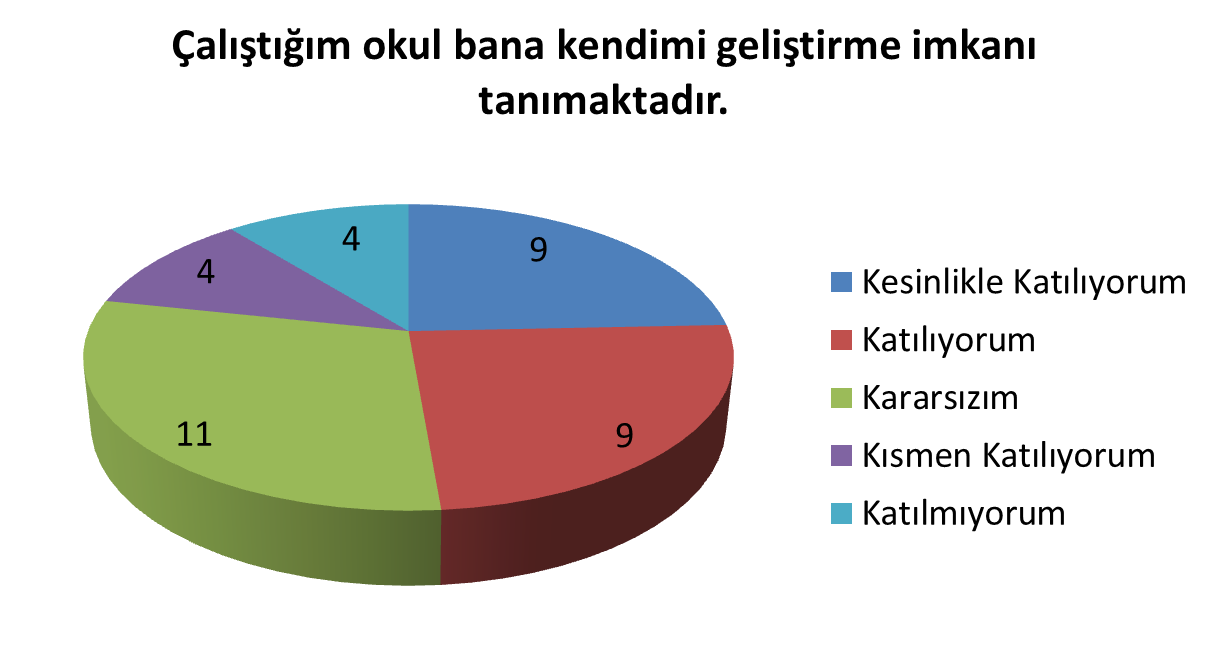 Çalıştığım okul bana kendimi geliştirme imkanı
tanımaktadır.
4
9
4
11
9
Kesinlikle Katılıyorum
Katılıyorum
Kararsızım
Kısmen Katılıyorum
Katılmıyorum